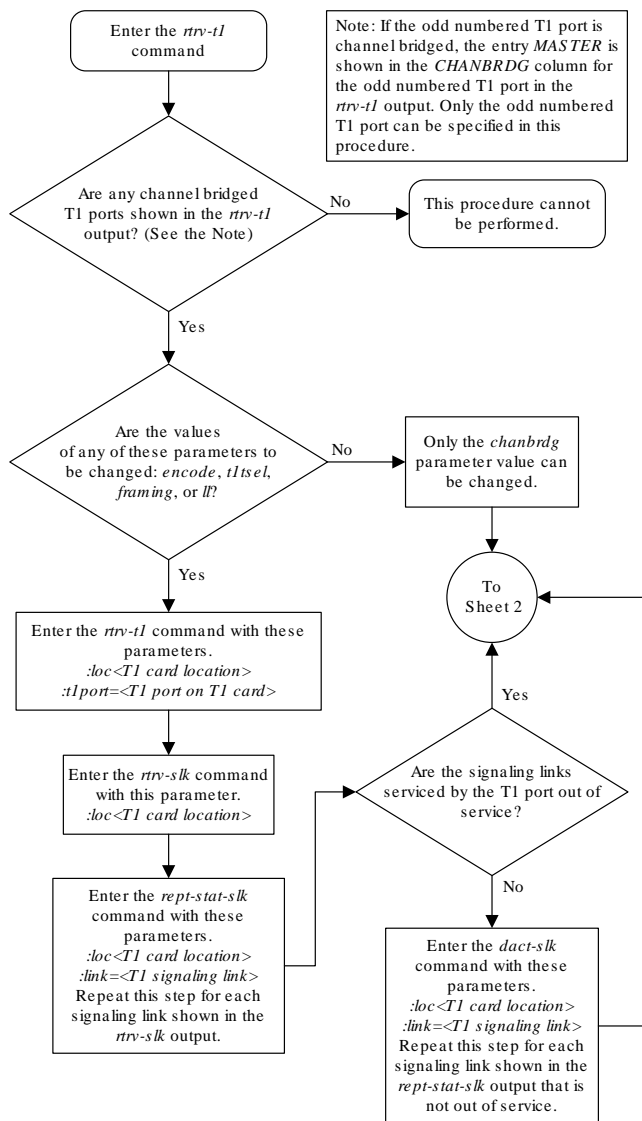 Enter the rtrv-t1
command
Note: If the odd numbered T1 port is
channel bridged, the entry MASTER is
shown in the CHANBRDG column for
the odd numbered T1 port in the
rtrv-t1 output. Only the odd numbered
T1 port can be specified in this
procedure.
Are any channel bridged
T1 ports shown in the rtrv-t1
output? (See the Note)
No
This procedure cannot
be performed.
Yes
Are the values
of any of these parameters to
be changed: encode, t1tsel,
framing, or ll?
No
Only the chanbrdg
parameter value can
be changed.
Yes
To
Sheet 2
Enter the rtrv-t1 command with these
parameters.
:loc<T1 card location>
:t1port=<T1 port on T1 card>
Yes
Enter the rtrv-slk command
with this parameter.
:loc<T1 card location>
Are the signaling links
serviced by the T1 port out of
service?
No
Enter the rept-stat-slk
command with these
parameters.
:loc<T1 card location>
:link=<T1 signaling link>
Repeat this step for each
signaling link shown in the
rtrv-slk output.
Enter the dact-slk
command with these
parameters.
:loc<T1 card location>
:link=<T1 signaling link>
Repeat this step for each
signaling link shown in the
rept-stat-slk output that is
not out of service.